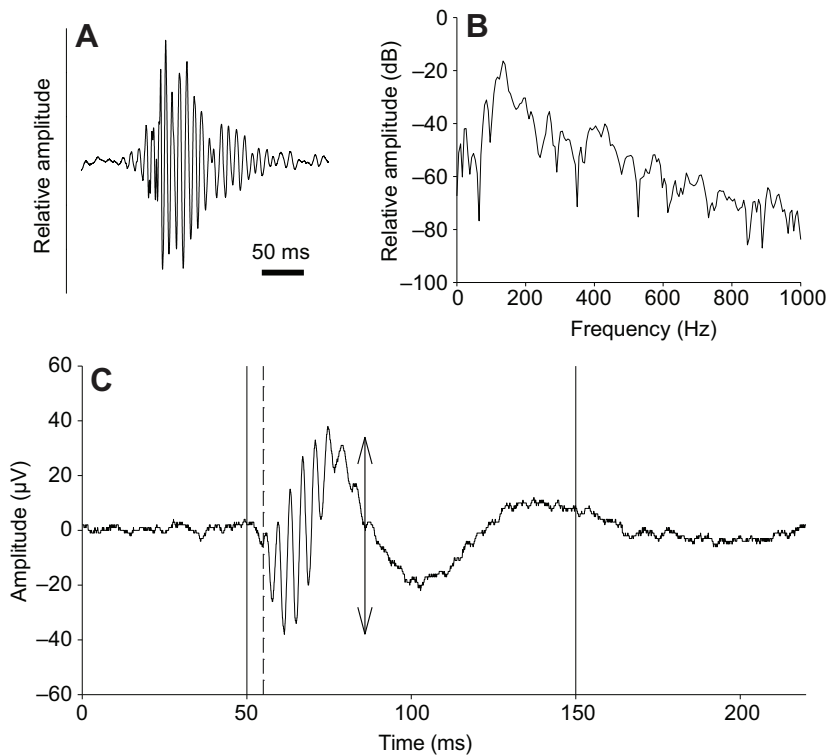 A
Relative amplitude
50 ms
B
Relative amplitude (dB)
0
–20
–40
–60
–80
–100
0 200 400 600 800 1000
Frequency (Hz)
C
Amplitude (µV)
60
40
20
0
–20
–40
–60
0 50 100 150 200
Time (ms)